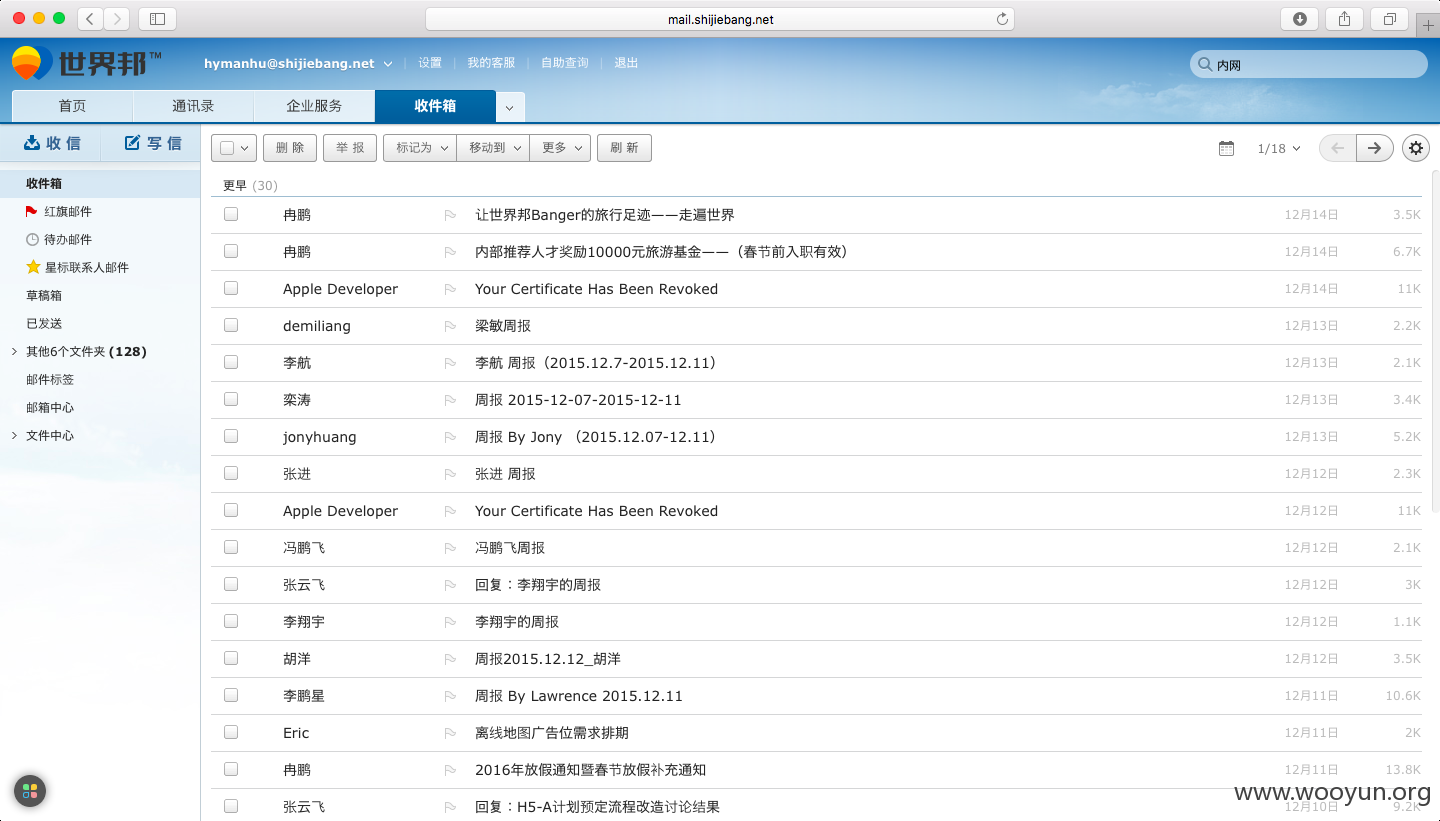 mail.shijiebang.net
世界邦™
hymanhu@shijiebang.net | 设置 | 我的客服 | 自助查询 | 退出
内网
首页 通讯录 企业服务 收件箱
收信 写信
删除 举报 标记为 移动到 更多 刷新 1/18
收件箱
红旗邮件
待办邮件
星标联系人邮件
草稿箱
已发送
其他6个文件夹 (128)
邮件标签
邮箱中心
文件中心
更早 (30)
冉鹏 让世界邦Banger的旅行足迹——走遍世界 12月14日 3.5K
冉鹏 内部推荐人才奖励10000元旅游基金——（春节前入职有效） 12月14日 6.7K
Apple Developer Your Certificate Has Been Revoked 12月14日 11K
demiliang 梁敏周报 12月13日 2.2K
李航 李航 周报（2015.12.7-2015.12.11） 12月13日 2.1K
栾涛 周报 2015-12-07-2015-12-11 12月13日 3.4K
jonyhuang 周报 By Jony （2015.12.07-12.11） 12月13日 5.2K
张进 张进 周报 12月12日 2.3K
Apple Developer Your Certificate Has Been Revoked 12月12日 11K
冯鹏飞 冯鹏飞周报 12月12日 2.1K
张云飞 回复：李翔宇的周报 12月12日 3K
李翔宇 李翔宇的周报 12月12日 1.1K
胡洋 周报2015.12.12_胡洋 12月12日 3.5K
李鹏星 周报 By Lawrence 2015.12.11 12月11日 10.6K
Eric 离线地图广告位需求排期 12月11日 2K
冉鹏 2016年放假通知暨春节放假补充通知 12月11日 13.8K
张云飞 回复：H5-A计划预定流程改造讨论结果 12月10日 9.2K
www.wooyun.org